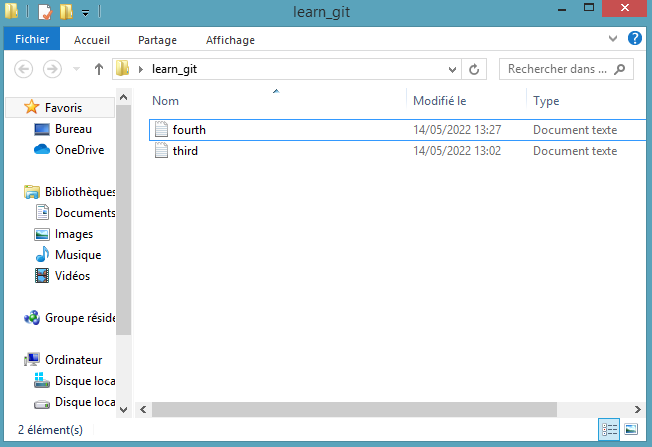 learn_git
Fichier Accueil Partage Affichage
learn_git Rechercher dans ...
Nom Modifié le Type
Favoris
fourth 14/05/2022 13:27 Document texte
Bureau
third 14/05/2022 13:02 Document texte
OneDrive
Bibliothèques
Documents
Images
Musique
Vidéos
Groupe réside
Ordinateur
Disque loca
Disque loca
2 élément(s)